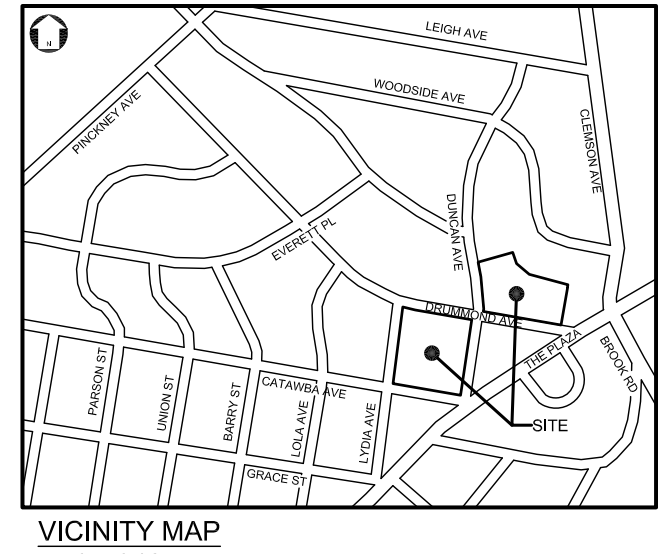 N
LEIGH AVE
WOODSIDE AVE
PINCKNEY AVE
CLEMSON AVE
DUNCAN AVE
EVERETT PL
DRUMMOND AVE
THE PLAZA
BROOK RD
PARSON ST
UNION ST
BARRY ST
CATAWBA AVE
LOLA AVE
LYDIA AVE
SITE
GRACE ST
VICINITY MAP